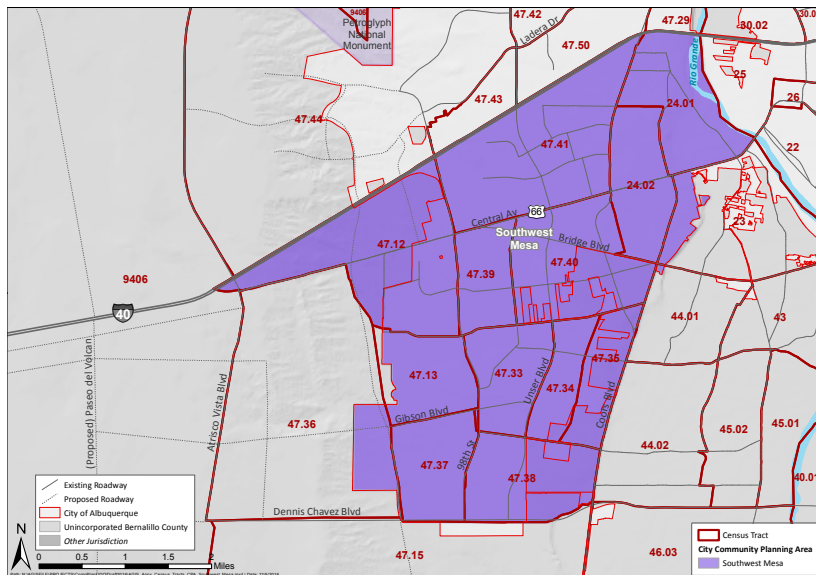 9406
Petroglyph
National
Monument
47.42
Ladera Dr
47.29
30.02
30.0
47.50
Rio Grande
25
47.43
26
24.01
47.44
22
47.41
24.02
Central Av
66
23
Southwest
Mesa
Bridge Blvd
47.12
47.39
47.40
9406
40
44.01
43
(Proposed) Paseo del Volcan
Atrisco Vista Blvd
47.13
47.33
Unser Blvd
47.34
47.35
Coors Blvd
47.36
Gibson Blvd
98th St
44.02
45.02
45.01
47.37
47.38
40.01
Existing Roadway
Proposed Roadway
City of Albuquerque
Unincorporated Bernalillo County
Other Jurisdiction
Dennis Chavez Blvd
N
0 0.5 1 2
Miles
47.15
46.03
Census Tract
City Community Planning Area
Southwest Mesa